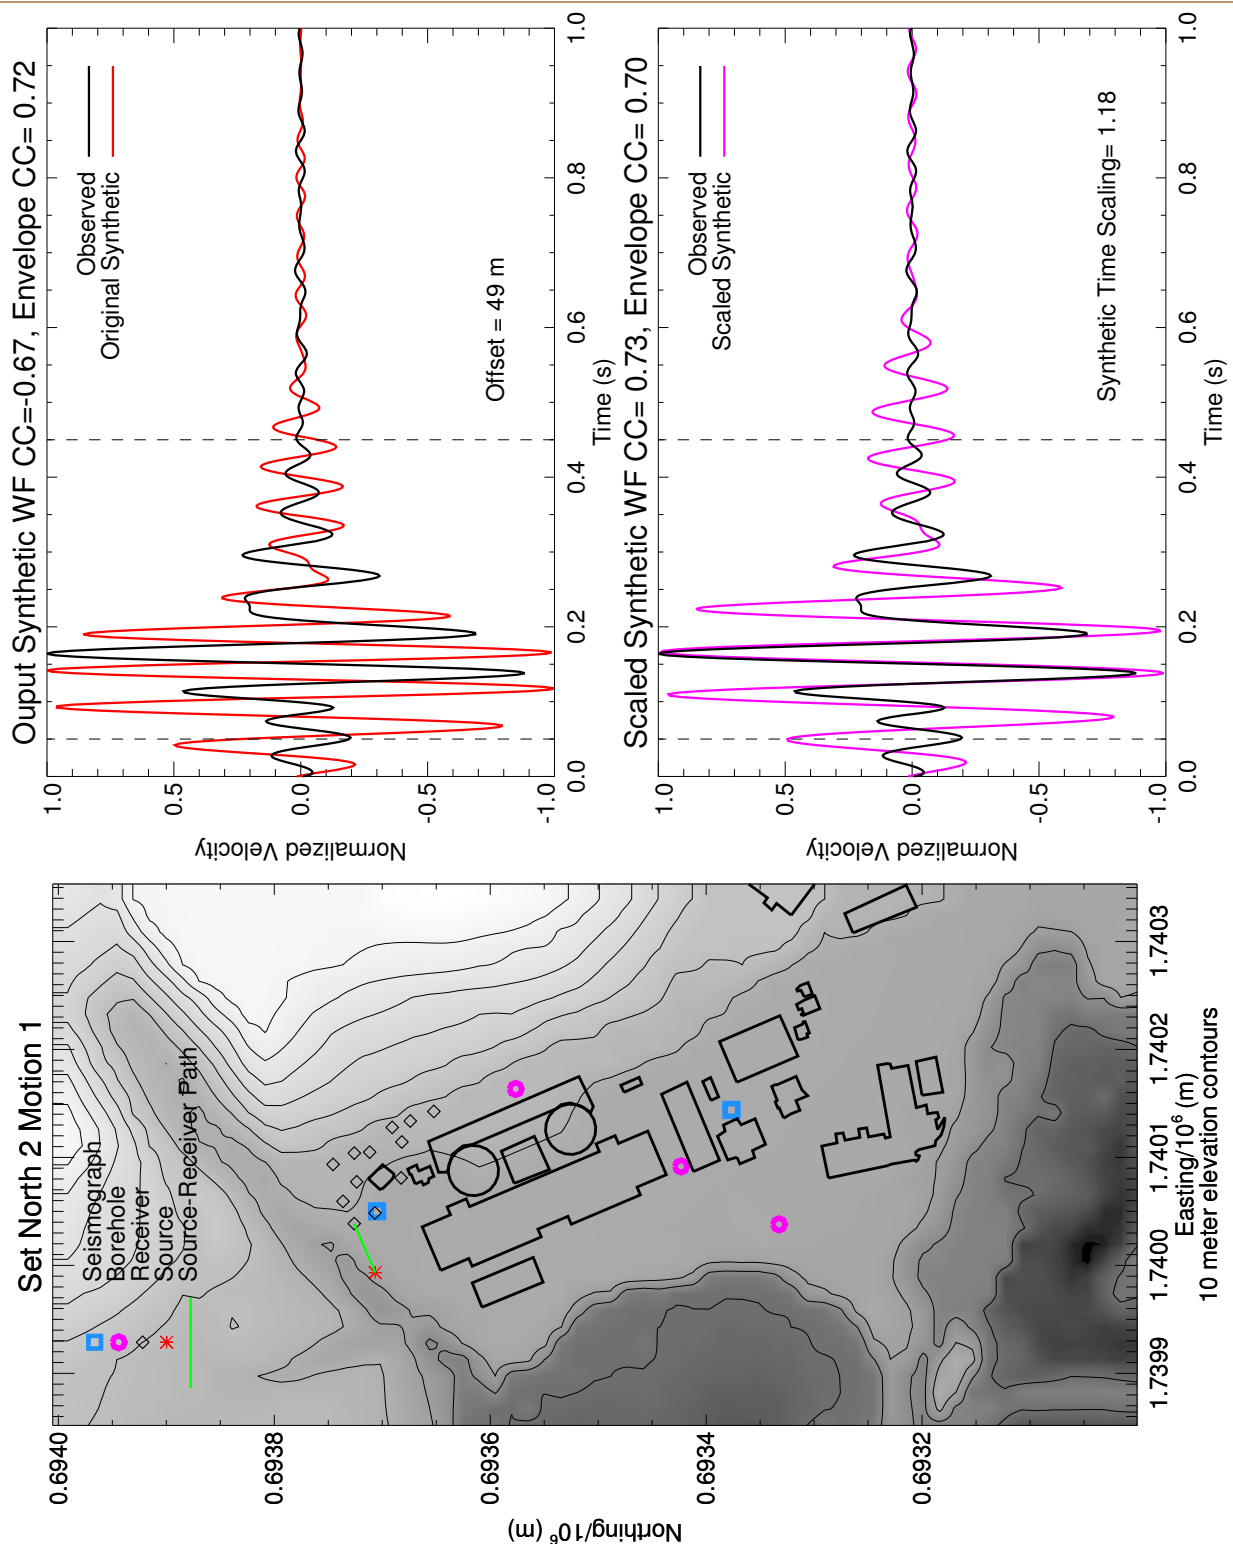 Set North 2 Motion 1
Seismograph
Borehole
Receiver
Source
Source-Receiver Path
0.6940
0.6938
0.6936
0.6934
0.6932
Northing/10⁶ (m)
1.7399
1.7400
1.7401
1.7402
1.7403
Easting/10⁶ (m)
10 meter elevation contours
Ouput Synthetic WF CC=-0.67, Envelope CC= 0.72
Observed
Original Synthetic
Offset = 49 m
1.0
0.5
0.0
-0.5
-1.0
Normalized Velocity
0.0
0.2
0.4
0.6
0.8
1.0
Time (s)
Scaled Synthetic WF CC= 0.73, Envelope CC= 0.70
Observed
Scaled Synthetic
Synthetic Time Scaling= 1.18
1.0
0.5
0.0
-0.5
-1.0
Normalized Velocity
0.0
0.2
0.4
0.6
0.8
1.0
Time (s)